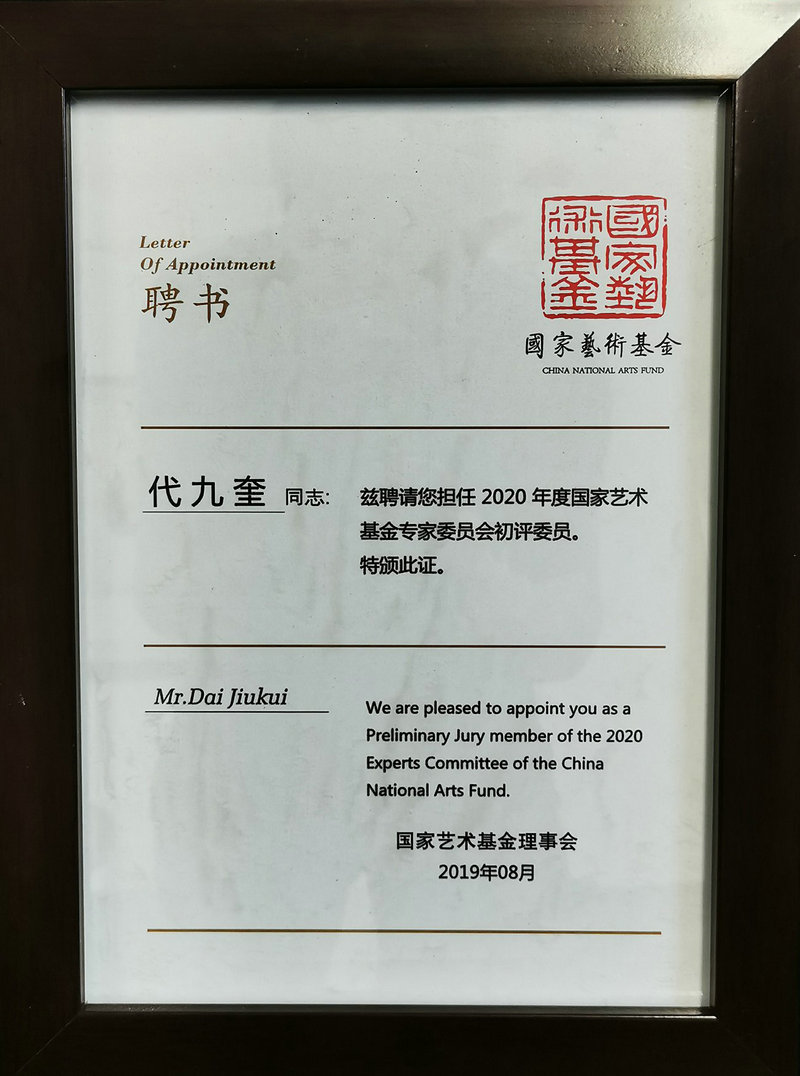 Letter
Of Appointment
聘书
國家藝術基金
國家藝術基金
CHINA NATIONAL ARTS FUND
代九奎 同志:
兹聘请您担任 2020 年度国家艺术
基金专家委员会初评委员。
特颁此证。
Mr.Dai Jiukui
We are pleased to appoint you as a
Preliminary Jury member of the 2020
Experts Committee of the China
National Arts Fund.
国家艺术基金理事会
2019年08月